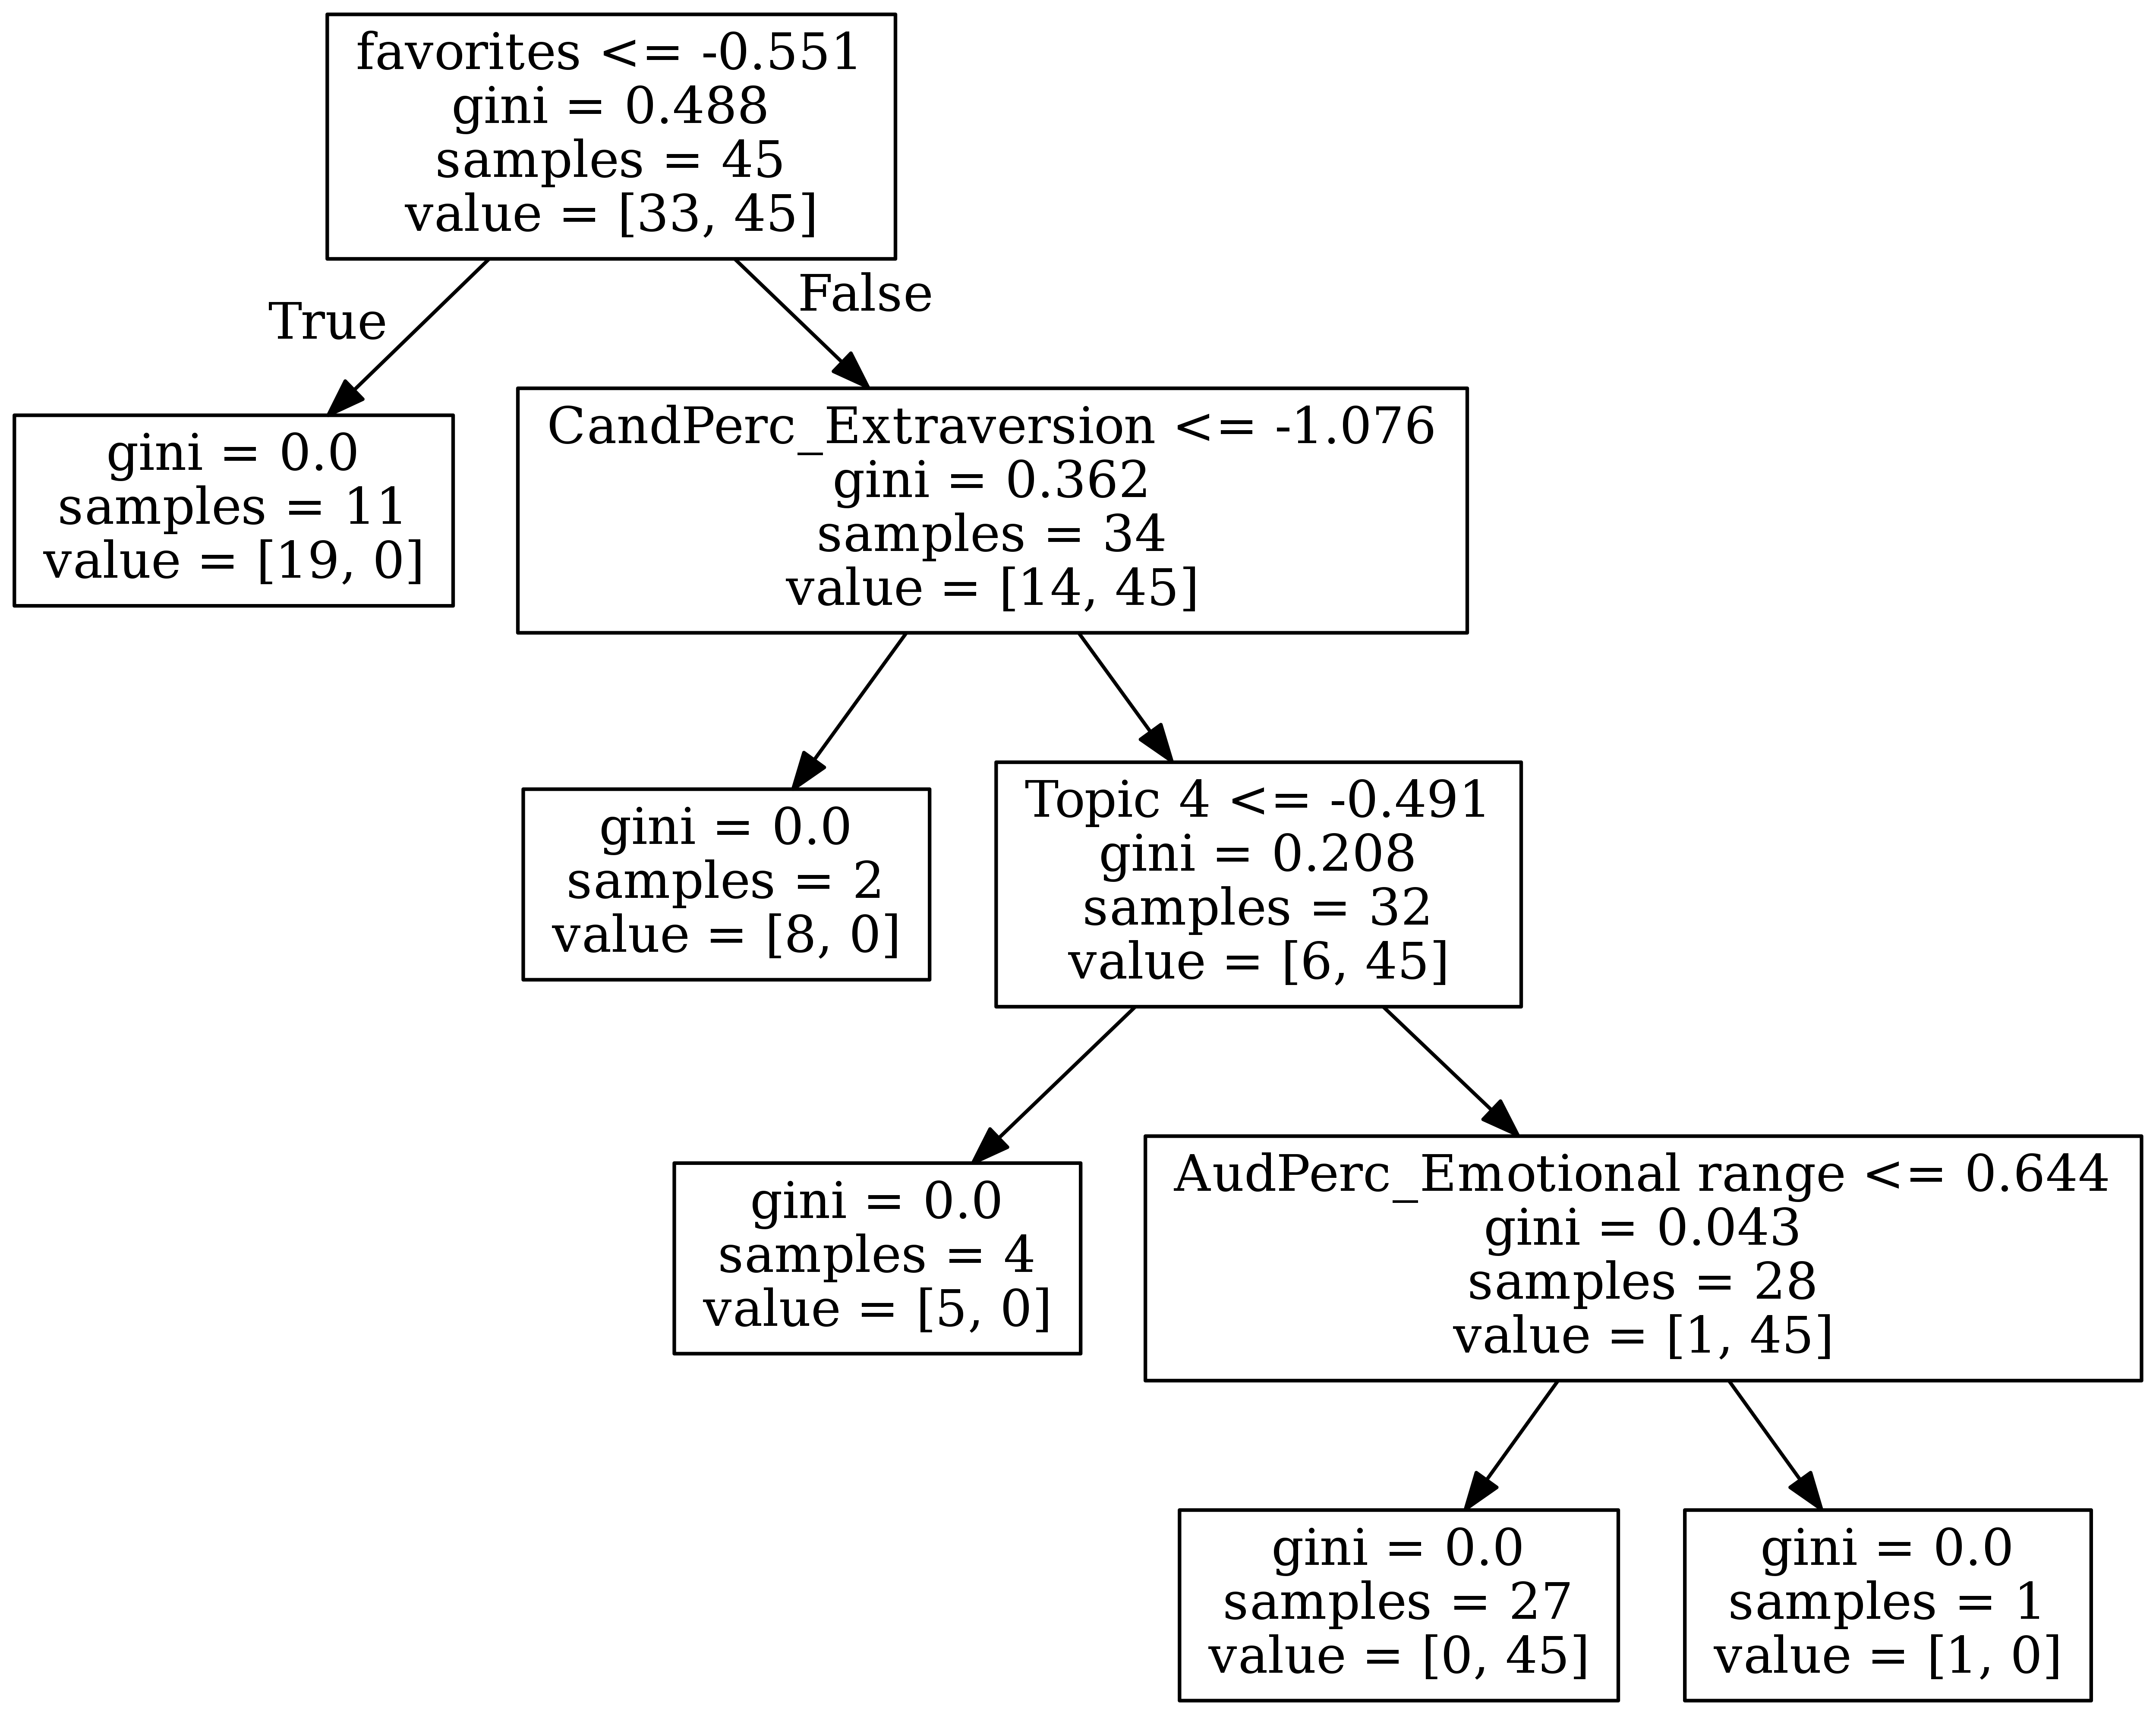 favorites <= -0.551
gini = 0.488
samples = 45
value = [33, 45]
True
False
gini = 0.0
samples = 11
value = [19, 0]
CandPerc_Extraversion <= -1.076
gini = 0.362
samples = 34
value = [14, 45]
gini = 0.0
samples = 2
value = [8, 0]
Topic 4 <= -0.491
gini = 0.208
samples = 32
value = [6, 45]
gini = 0.0
samples = 4
value = [5, 0]
AudPerc_Emotional range <= 0.644
gini = 0.043
samples = 28
value = [1, 45]
gini = 0.0
samples = 27
value = [0, 45]
gini = 0.0
samples = 1
value = [1, 0]